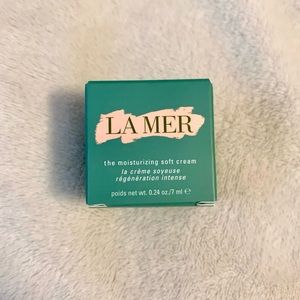 LA MER
the moisturizing soft cream
la crème soyeuse
régénération intense
poids net wt. 0.24 oz./7 ml ℮